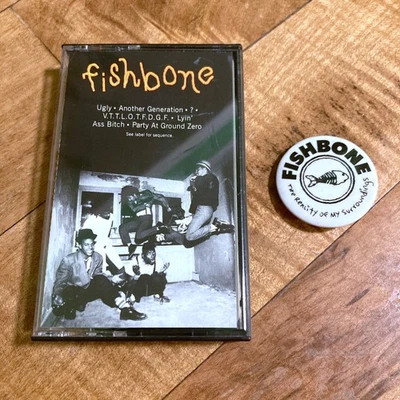 fishbone
Ugly • Another Generation • ? •
V.T.T.L.O.T.F.D.G.F. • Lyin'
Ass Bitch • Party At Ground Zero
See label for sequence.
FISHBONE
THE REALITY OF MY SURROUNDINGS